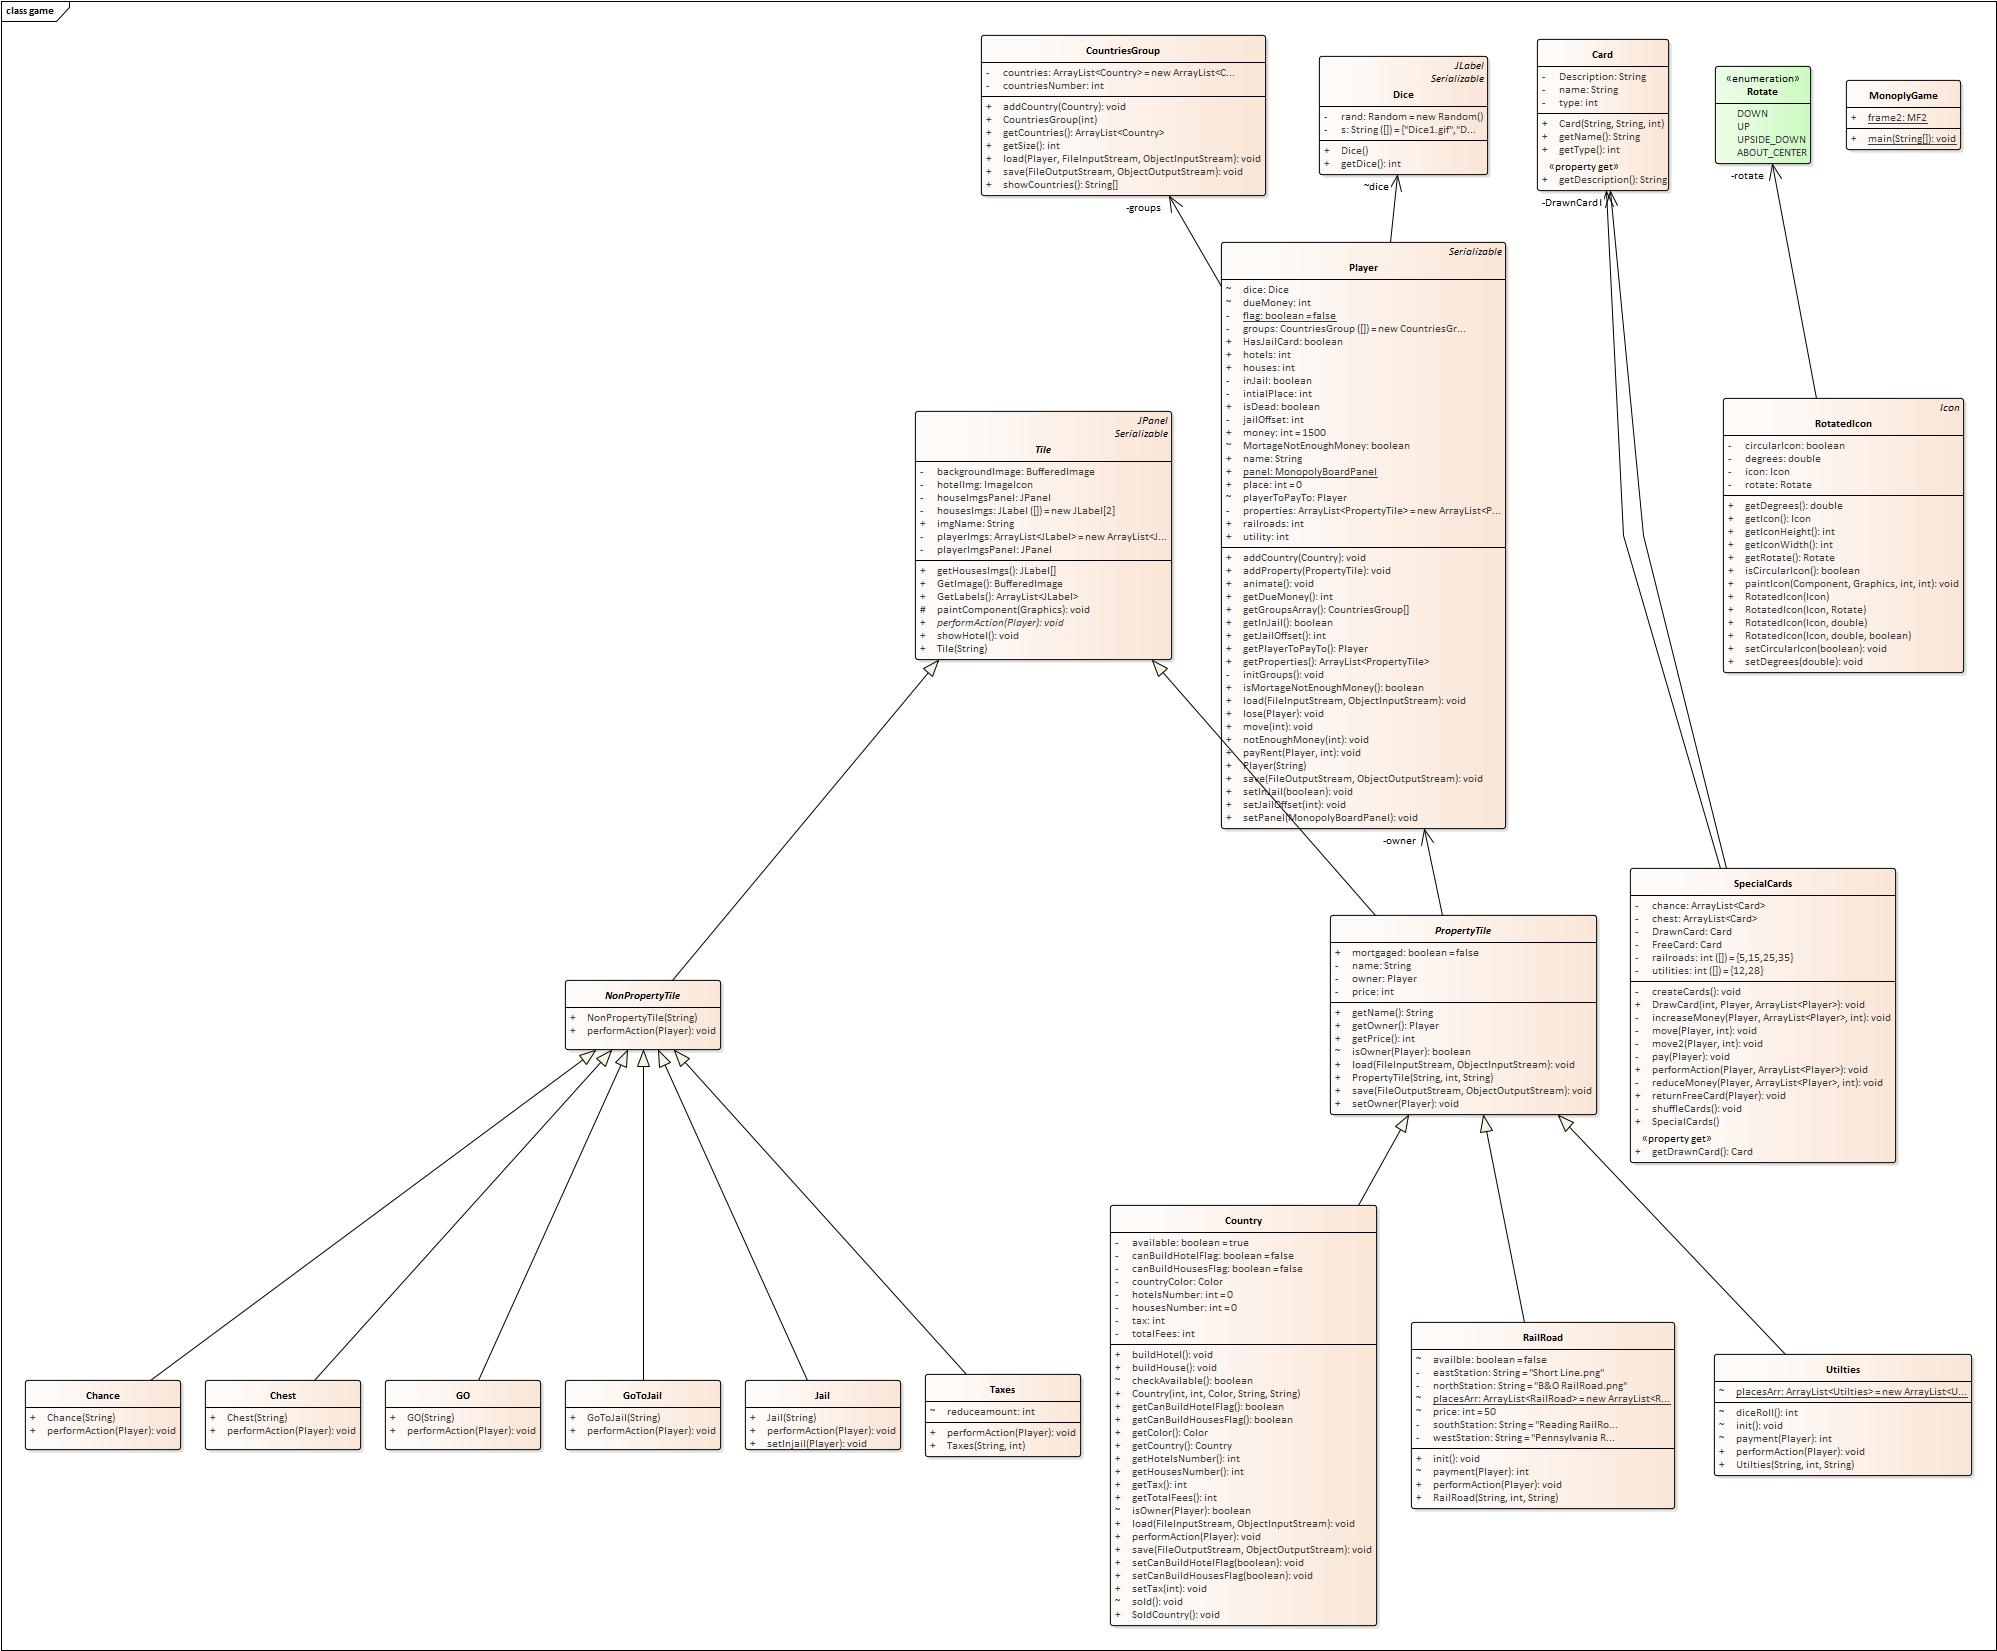 class game
CountriesGroup
- countries: ArrayList<Country> = new ArrayList<C...
- countriesNumber: int
+ addCountry(Country): void
+ CountriesGroup(int)
+ getCountries(): ArrayList<Country>
+ getSize(): int
+ load(Player, FileInputStream, ObjectInputStream): void
+ save(FileOutputStream, ObjectOutputStream): void
+ showCountries(): String[]
-groups
JLabel
Serializable
Dice
- rand: Random = new Random()
- s: String ([]) = {"Dice1.gif","D...
+ Dice()
+ getDice(): int
~dice
Card
- Description: String
- name: String
- type: int
+ Card(String, String, int)
+ getName(): String
+ getType(): int
«property get»
+ getDescription(): String
-DrawnCard
«enumeration»
Rotate
DOWN
UP
UPSIDE_DOWN
ABOUT_CENTER
-rotate
MonoplyGame
+ frame2: MF2
+ main(String[]): void
Serializable
Player
~ dice: Dice
~ dueMoney: int
- flag: boolean = false
- groups: CountriesGroup ([]) = new CountriesGr...
+ HasJailCard: boolean
+ hotels: int
+ houses: int
- inJail: boolean
- intialPlace: int
+ isDead: boolean
- jailOffset: int
+ money: int = 1500
~ MortageNotEnoughMoney: boolean
+ name: String
+ panel: MonopolyBoardPanel
+ place: int = 0
~ playerToPayTo: Player
- properties: ArrayList<PropertyTile> = new ArrayList<P...
+ railroads: int
+ utility: int
+ addCountry(Country): void
+ addProperty(PropertyTile): void
+ animate(): void
+ getDueMoney(): int
+ getGroupsArray(): CountriesGroup[]
+ getInJail(): boolean
+ getJailOffset(): int
+ getPlayerToPayTo(): Player
+ getProperties(): ArrayList<PropertyTile>
- initGroups(): void
+ isMortageNotEnoughMoney(): boolean
+ load(FileInputStream, ObjectInputStream): void
+ lose(Player): void
+ move(int): void
+ notEnoughMoney(int): void
+ payRent(Player, int): void
+ Player(String)
+ save(FileOutputStream, ObjectOutputStream): void
+ setInJail(boolean): void
+ setJailOffset(int): void
+ setPanel(MonopolyBoardPanel): void
-owner
JPanel
Serializable
Tile
- backgroundImage: BufferedImage
- hotelImg: ImageIcon
- houseImgsPanel: JPanel
- housesImgs: JLabel ([]) = new JLabel[2]
+ imgName: String
- playerImgs: ArrayList<JLabel> = new ArrayList<J...
- playerImgsPanel: JPanel
+ getHousesImgs(): JLabel[]
+ GetImage(): BufferedImage
+ GetLabels(): ArrayList<JLabel>
# paintComponent(Graphics): void
+ performAction(Player): void
+ showHotel(): void
+ Tile(String)
Icon
RotatedIcon
- circularIcon: boolean
- degrees: double
- icon: Icon
- rotate: Rotate
+ getDegrees(): double
+ getIcon(): Icon
+ getIconHeight(): int
+ getIconWidth(): int
+ getRotate(): Rotate
+ isCircularIcon(): boolean
+ paintIcon(Component, Graphics, int, int): void
+ RotatedIcon(Icon)
+ RotatedIcon(Icon, Rotate)
+ RotatedIcon(Icon, double)
+ RotatedIcon(Icon, double, boolean)
+ setCircularIcon(boolean): void
+ setDegrees(double): void
SpecialCards
- chance: ArrayList<Card>
- chest: ArrayList<Card>
- DrawnCard: Card
- FreeCard: Card
- railroads: int ([]) = {5,15,25,35}
- utilities: int ([]) = {12,28}
- createCards(): void
+ DrawCard(int, Player, ArrayList<Player>): void
- increaseMoney(Player, ArrayList<Player>, int): void
- move(Player, int): void
- move2(Player, int): void
- pay(Player): void
+ performAction(Player, ArrayList<Player>): void
- reduceMoney(Player, ArrayList<Player>, int): void
+ returnFreeCard(Player): void
- shuffleCards(): void
+ SpecialCards()
«property get»
+ getDrawnCard(): Card
PropertyTile
+ mortgaged: boolean = false
- name: String
- owner: Player
- price: int
+ getName(): String
+ getOwner(): Player
+ getPrice(): int
~ isOwner(Player): boolean
+ load(FileInputStream, ObjectInputStream): void
+ PropertyTile(String, int, String)
+ save(FileOutputStream, ObjectOutputStream): void
+ setOwner(Player): void
NonPropertyTile
+ NonPropertyTile(String)
+ performAction(Player): void
Chance
+ Chance(String)
+ performAction(Player): void
Chest
+ Chest(String)
+ performAction(Player): void
GO
+ GO(String)
+ performAction(Player): void
GoToJail
+ GoToJail(String)
+ performAction(Player): void
Jail
+ Jail(String)
+ performAction(Player): void
+ setInjail(Player): void
Taxes
~ reduceamount: int
+ performAction(Player): void
+ Taxes(String, int)
Country
- available: boolean = true
- canBuildHotelFlag: boolean = false
- canBuildHousesFlag: boolean = false
- countryColor: Color
- hotelsNumber: int = 0
- housesNumber: int = 0
- tax: int
- totalFees: int
+ buildHotel(): void
+ buildHouse(): void
~ checkAvailable(): boolean
+ Country(int, int, Color, String, String)
+ getCanBuildHotelFlag(): boolean
+ getCanBuildHousesFlag(): boolean
+ getColor(): Color
+ getCountry(): Country
+ getHotelsNumber(): int
+ getHousesNumber(): int
+ getTax(): int
+ getTotalFees(): int
~ isOwner(Player): boolean
+ load(FileInputStream, ObjectInputStream): void
+ performAction(Player): void
+ save(FileOutputStream, ObjectOutputStream): void
+ setCanBuildHotelFlag(boolean): void
+ setCanBuildHousesFlag(boolean): void
+ setTax(int): void
~ sold(): void
+ SoldCountry(): void
RailRoad
~ availble: boolean = false
- eastStation: String = "Short Line.png"
- northStation: String = "B&O RailRoad.png"
~ placesArr: ArrayList<RailRoad> = new ArrayList<R...
~ price: int = 50
- southStation: String = "Reading RailRo...
- westStation: String = "Pennsylvania R...
+ init(): void
~ payment(Player): int
+ performAction(Player): void
+ RailRoad(String, int, String)
Utilties
~ placesArr: ArrayList<Utilties> = new ArrayList<U...
~ diceRoll(): int
~ init(): void
~ payment(Player): int
+ performAction(Player): void
+ Utilties(String, int, String)